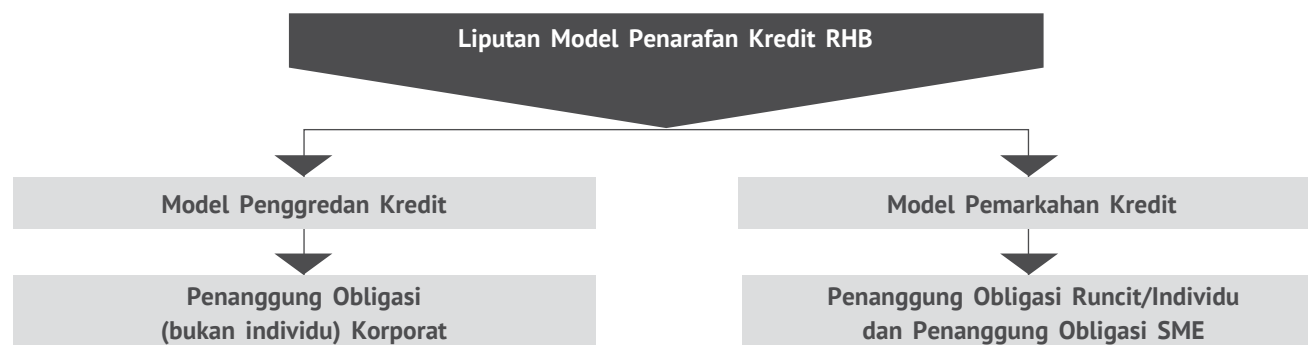 Liputan Model Penarafan Kredit RHB
Model Penggredan Kredit
Model Pemarkahan Kredit
Penanggung Obligasi
(bukan individu) Korporat
Penanggung Obligasi Runcit/Individu
dan Penanggung Obligasi SME